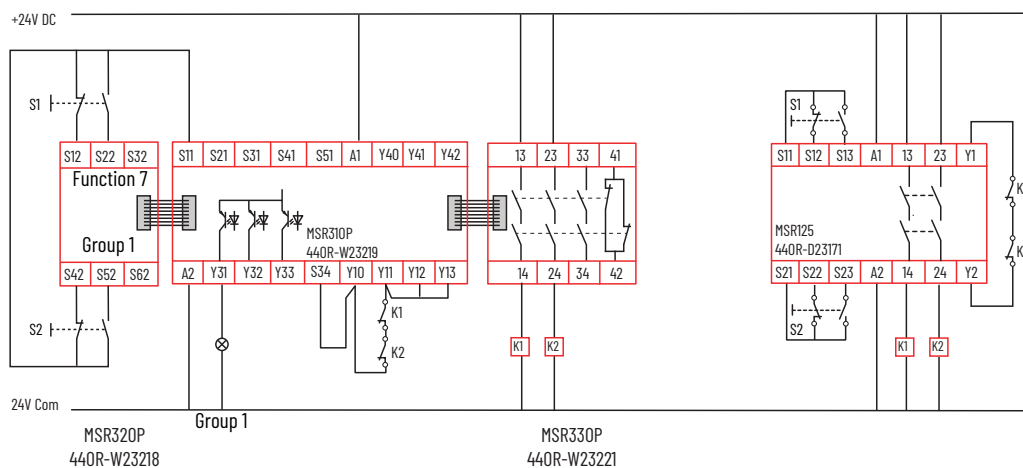 +24V DC
S1
S1
S12 S22 S32
S11 S21 S31 S41 S51 A1 Y40 Y41 Y42
13 23 33 41
S11 S12 S13 A1 13 23 Y1
Function 7
Group 1
MSR310P
440R-W23219
MSR125
440R-D23171
K
K
S42 S52 S62
A2 Y31 Y32 Y33 S34 Y10 Y11 Y12 Y13
14 24 34 42
S21 S22 S23 A2 14 24 Y2
S2
K1
K2
S2
K1
K2
K1
K2
24V Com
Group 1
MSR320P
440R-W23218
MSR330P
440R-W23221